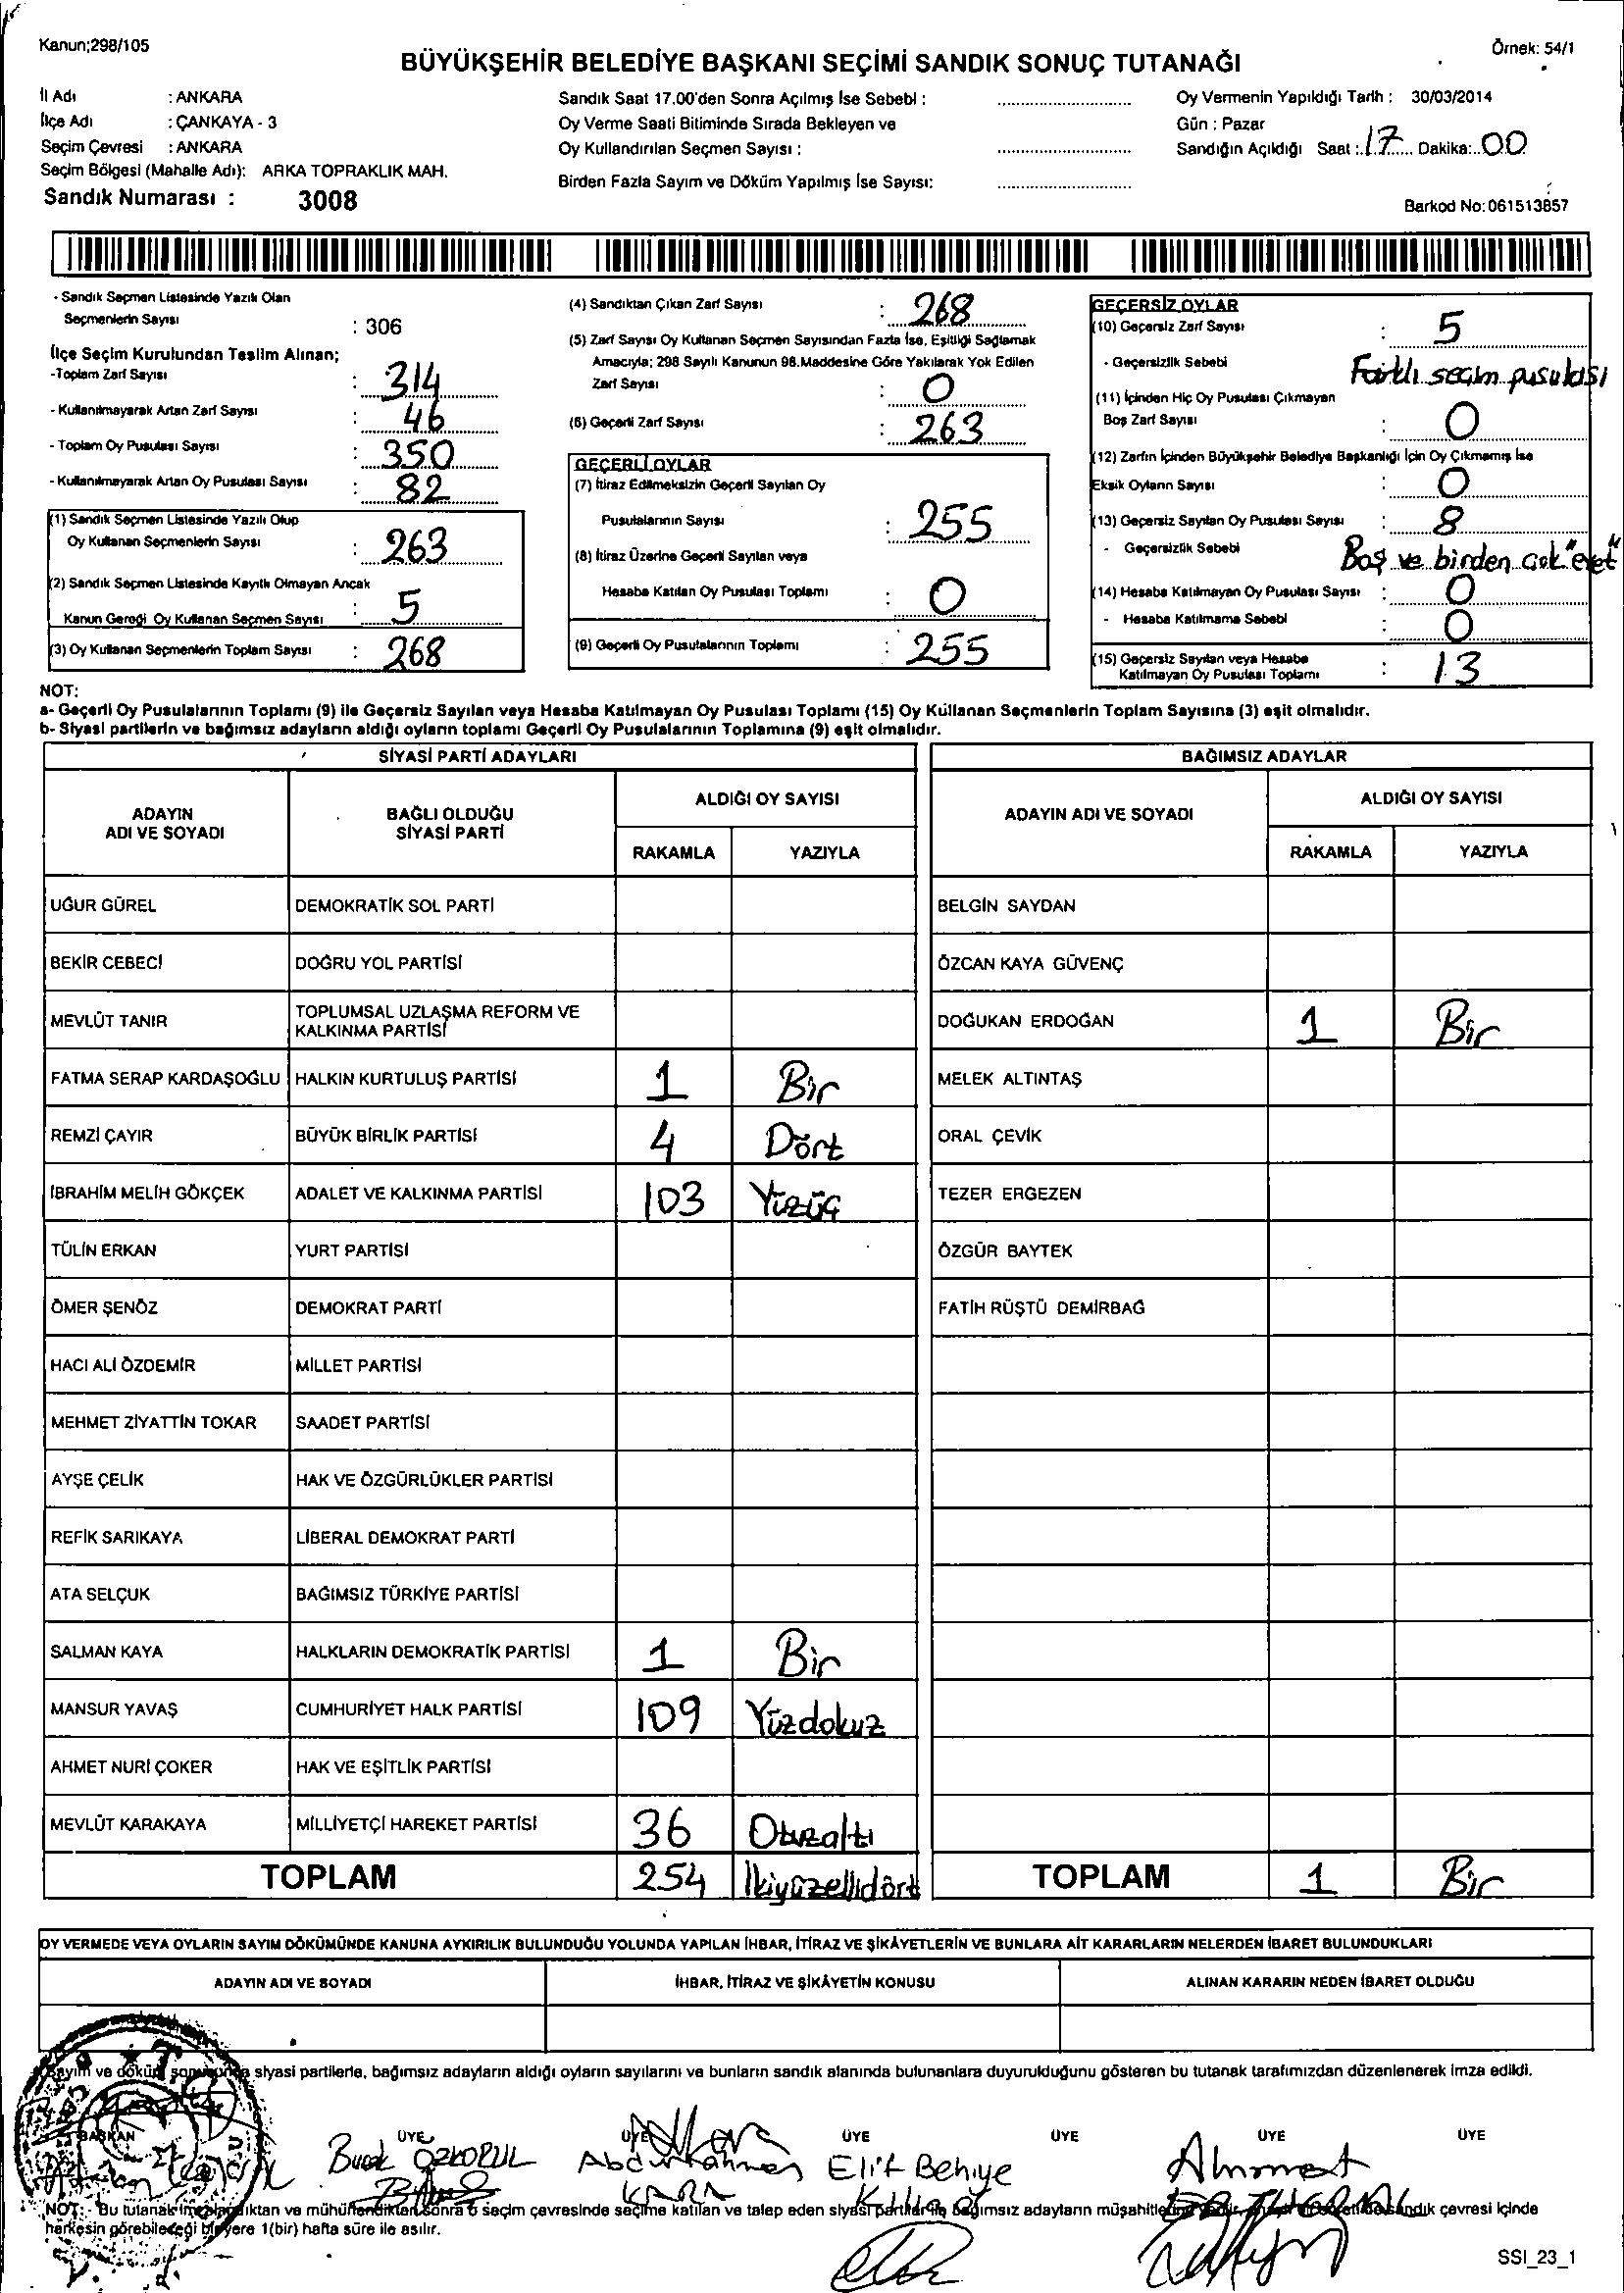 Kanun;298/105
Örnek: 54/1
BÜYÜKŞEHİR BELEDİYE BAŞKANI SEÇİMİ SANDIK SONUÇ TUTANAĞI
İl Adı : ANKARA
İlçe Adı : ÇANKAYA - 3
Seçim Çevresi : ANKARA
Seçim Bölgesi (Mahalle Adı): ARKA TOPRAKLIK MAH.
Sandık Numarası : 3008
Sandık Saat 17.00'den Sonra Açılmış İse Sebebi :
Oy Verme Saati Bitiminde Sırada Bekleyen ve
Oy Kullandırılan Seçmen Sayısı :
Birden Fazla Sayım ve Döküm Yapılmış İse Sayısı:
Oy Vermenin Yapıldığı Tarih : 30/03/2014
Gün : Pazar
Sandığın Açıldığı Saat : 17 Dakika: 00
Barkod No: 061513857
- Sandık Seçmen Listesinde Yazılı Olan
Seçmenlerin Sayısı : 306
İlçe Seçim Kurulundan Teslim Alınan;
-Toplam Zarf Sayısı : 314
- Kullanılmayarak Artan Zarf Sayısı : 46
- Toplam Oy Pusulası Sayısı : 350
- Kullanılmayarak Artan Oy Pusulası Sayısı : 82
(1) Sandık Seçmen Listesinde Yazılı Olup
Oy Kullanan Seçmenlerin Sayısı : 263
(2) Sandık Seçmen Listesinde Kayıtlı Olmayan Ancak
Kanun Gereği Oy Kullanan Seçmen Sayısı : 5
(3) Oy Kullanan Seçmenlerin Toplam Sayısı : 268
(4) Sandıktan Çıkan Zarf Sayısı : 268
(5) Zarf Sayısı Oy Kullanan Seçmen Sayısından Fazla İse, Eşitliği Sağlamak
Amacıyla; 298 Sayılı Kanunun 98.Maddesine Göre Yakılarak Yok Edilen
Zarf Sayısı : 0
(6) Geçerli Zarf Sayısı : 263
GEÇERLİ OYLAR
(7) İtiraz Edilmeksizin Geçerli Sayılan Oy
Pusulalarının Sayısı : 255
(8) İtiraz Üzerine Geçerli Sayılan veya
Hesaba Katılan Oy Pusulası Toplamı : 0
(9) Geçerli Oy Pusulalarının Toplamı : 255
GEÇERSİZ OYLAR
(10) Geçersiz Zarf Sayısı : 5
- Geçersizlik Sebebi Farklı seçim pusulası
(11) İçinden Hiç Oy Pusulası Çıkmayan
Boş Zarf Sayısı : 0
(12) Zarfın İçinden Büyükşehir Belediye Başkanlığı İçin Oy Çıkmamış İse
Eksik Oyların Sayısı : 0
(13) Geçersiz Sayılan Oy Pusulası Sayısı : 8
- Geçersizlik Sebebi Boş ve birden çok "evet"
(14) Hesaba Katılmayan Oy Pusulası Sayısı : 0
- Hesaba Katılmama Sebebi : 0
(15) Geçersiz Sayılan veya Hesaba
Katılmayan Oy Pusulası Toplamı : 13
NOT:
a- Geçerli Oy Pusulalarının Toplamı (9) ile Geçersiz Sayılan veya Hesaba Katılmayan Oy Pusulası Toplamı (15) Oy Kullanan Seçmenlerin Toplam Sayısına (3) eşit olmalıdır.
b- Siyasi partilerin ve bağımsız adayların aldığı oyların toplamı Geçerli Oy Pusulalarının Toplamına (9) eşit olmalıdır.
SİYASİ PARTİ ADAYLARI
BAĞIMSIZ ADAYLAR
ADAYIN ADI VE SOYADI
BAĞLI OLDUĞU SİYASİ PARTİ
ALDIĞI OY SAYISI
RAKAMLA YAZIYLA
ADAYIN ADI VE SOYADI
ALDIĞI OY SAYISI
RAKAMLA YAZIYLA
UĞUR GÜREL DEMOKRATİK SOL PARTİ BELGİN SAYDAN
BEKİR CEBECİ DOĞRU YOL PARTİSİ ÖZCAN KAYA GÜVENÇ
MEVLÜT TANIR TOPLUMSAL UZLAŞMA REFORM VE KALKINMA PARTİSİ DOĞUKAN ERDOĞAN 1 Bir
FATMA SERAP KARDAŞOĞLU HALKIN KURTULUŞ PARTİSİ 1 Bir MELEK ALTINTAŞ
REMZİ ÇAYIR BÜYÜK BİRLİK PARTİSİ 4 Dört ORAL ÇEVİK
İBRAHİM MELİH GÖKÇEK ADALET VE KALKINMA PARTİSİ 103 Yüzüç TEZER ERGEZEN
TÜLİN ERKAN YURT PARTİSİ ÖZGÜR BAYTEK
ÖMER ŞENÖZ DEMOKRAT PARTİ FATİH RÜŞTÜ DEMİRBAĞ
HACI ALİ ÖZDEMİR MİLLET PARTİSİ
MEHMET ZİYATTİN TOKAR SAADET PARTİSİ
AYŞE ÇELİK HAK VE ÖZGÜRLÜKLER PARTİSİ
REFİK SARIKAYA LİBERAL DEMOKRAT PARTİ
ATA SELÇUK BAĞIMSIZ TÜRKİYE PARTİSİ
SALMAN KAYA HALKLARIN DEMOKRATİK PARTİSİ 1 Bir
MANSUR YAVAŞ CUMHURİYET HALK PARTİSİ 109 Yüzdokuz
AHMET NURİ ÇOKER HAK VE EŞİTLİK PARTİSİ
MEVLÜT KARAKAYA MİLLİYETÇİ HAREKET PARTİSİ 36 Otuzaltı
TOPLAM 254 İkiyüzellidört TOPLAM 1 Bir
OY VERMEDE VEYA OYLARIN SAYIM DÖKÜMÜNDE KANUNA AYKIRILIK BULUNDUĞU YOLUNDA YAPILAN İHBAR, İTİRAZ VE ŞİKÂYETLERİN VE BUNLARA AİT KARARLARIN NELERDEN İBARET BULUNDUKLARI
ADAYIN ADI VE SOYADI İHBAR, İTİRAZ VE ŞİKÂYETİN KONUSU ALINAN KARARIN NEDEN İBARET OLDUĞU
Sayım ve döküm sonucunda siyasi partilerle, bağımsız adayların aldığı oyların sayılarını ve bunların sandık alanında bulunanlara duyurulduğunu gösteren bu tutanak tarafımızdan düzenlenerek imza edildi.
BAŞKAN ÜYE ÜYE ÜYE ÜYE ÜYE ÜYE
Burak ÖZKORUL Abdurrahman KARA Elif Behiye Ahmet
NOT:- Bu tutanak ve mühürlendikten sonra o seçim çevresinde seçime katılan ve talep eden siyasi partiler ile bağımsız adayların sandık çevresi içinde
herkesin görebileceği bir yere 1(bir) hafta süre ile asılır.
SSI_23_1